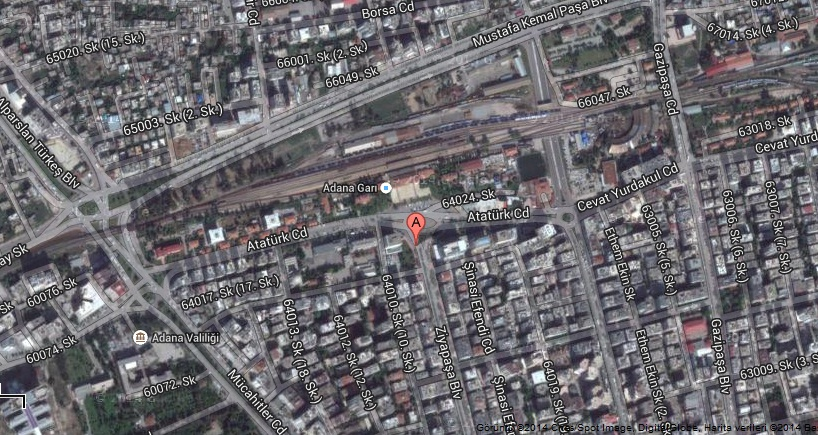 Borsa Cd
Mustafa Kemal Paşa Blv
65020. Sk (15. Sk.)
66001. Sk (2. Sk.)
67014. Sk (4. Sk.)
66049. Sk
Gazipaşa Cd
66047. Sk
65003. Sk (2. Sk.)
63018. Sk
Alparslan Türkeş Blv
Cevat Yurd
Adana Garı
64024. Sk
Cevat Yurdakul Cd
Atatürk Cd
A
Atatürk Cd
63005. Sk (5. Sk.)
63006. Sk (6. Sk.)
63007. Sk (7. Sk.)
Ethem Ekin Sk
ay Sk
60076. Sk
64017. Sk (17. Sk.)
64010. Sk (10. Sk.)
Şinasi Efendi Cd
64013. Sk (18. Sk.)
64012. Sk (12. Sk.)
Ziyapaşa Blv
Gazipaşa Blv
Adana Valiliği
60074. Sk
Ethem Ekin Sk (2. Sk.)
60072. Sk
Mücahitler Cd
Şinasi
64019. Sk
63009. Sk (3. S
©2014 Cnes/Spot Image, DigitalGlobe, Harita verileri ©2014 Ba